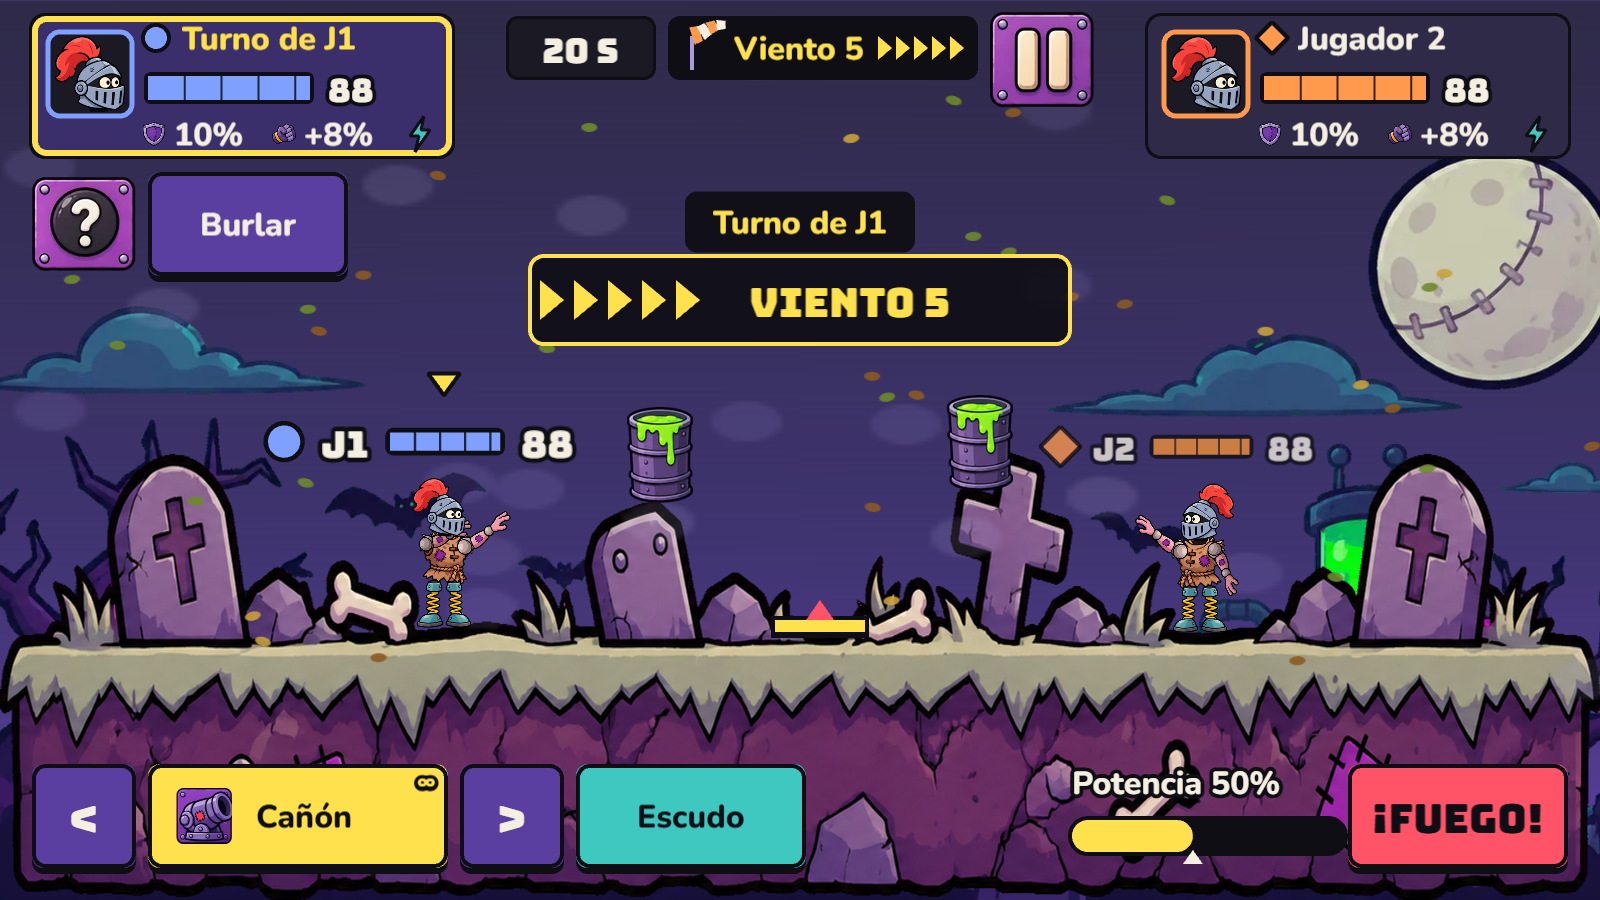 Turno de J1
88
10% +8%
20 S
Viento 5
Jugador 2
88
10% +8%
?
Burlar
Turno de J1
VIENTO 5
J1 88
J2 88
<
Cañón
∞
>
Escudo
Potencia 50%
¡FUEGO!